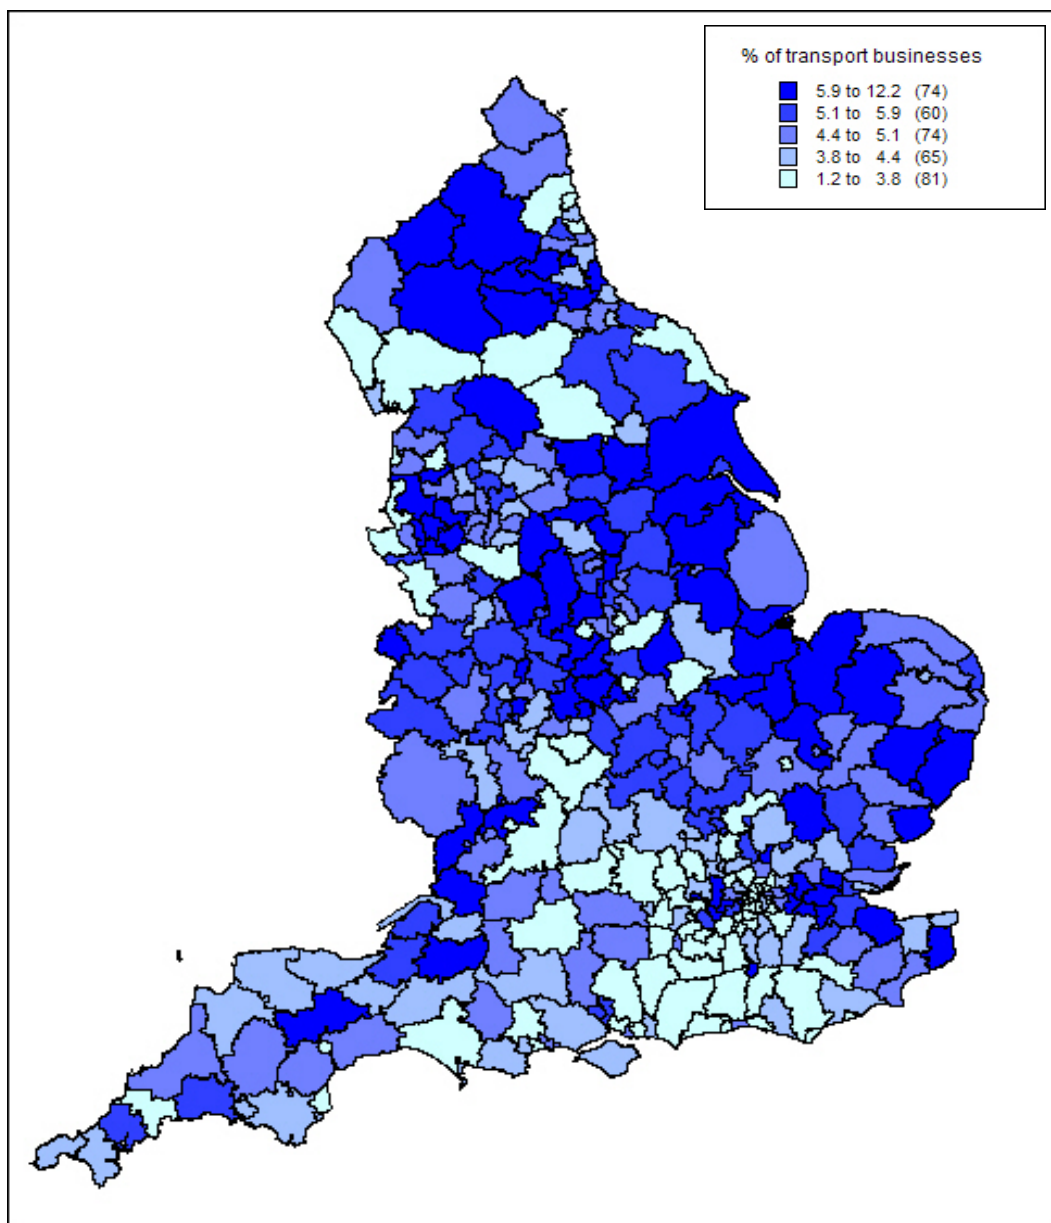 % of transport businesses
5.9 to 12.2 (74)
5.1 to 5.9 (60)
4.4 to 5.1 (74)
3.8 to 4.4 (65)
1.2 to 3.8 (81)